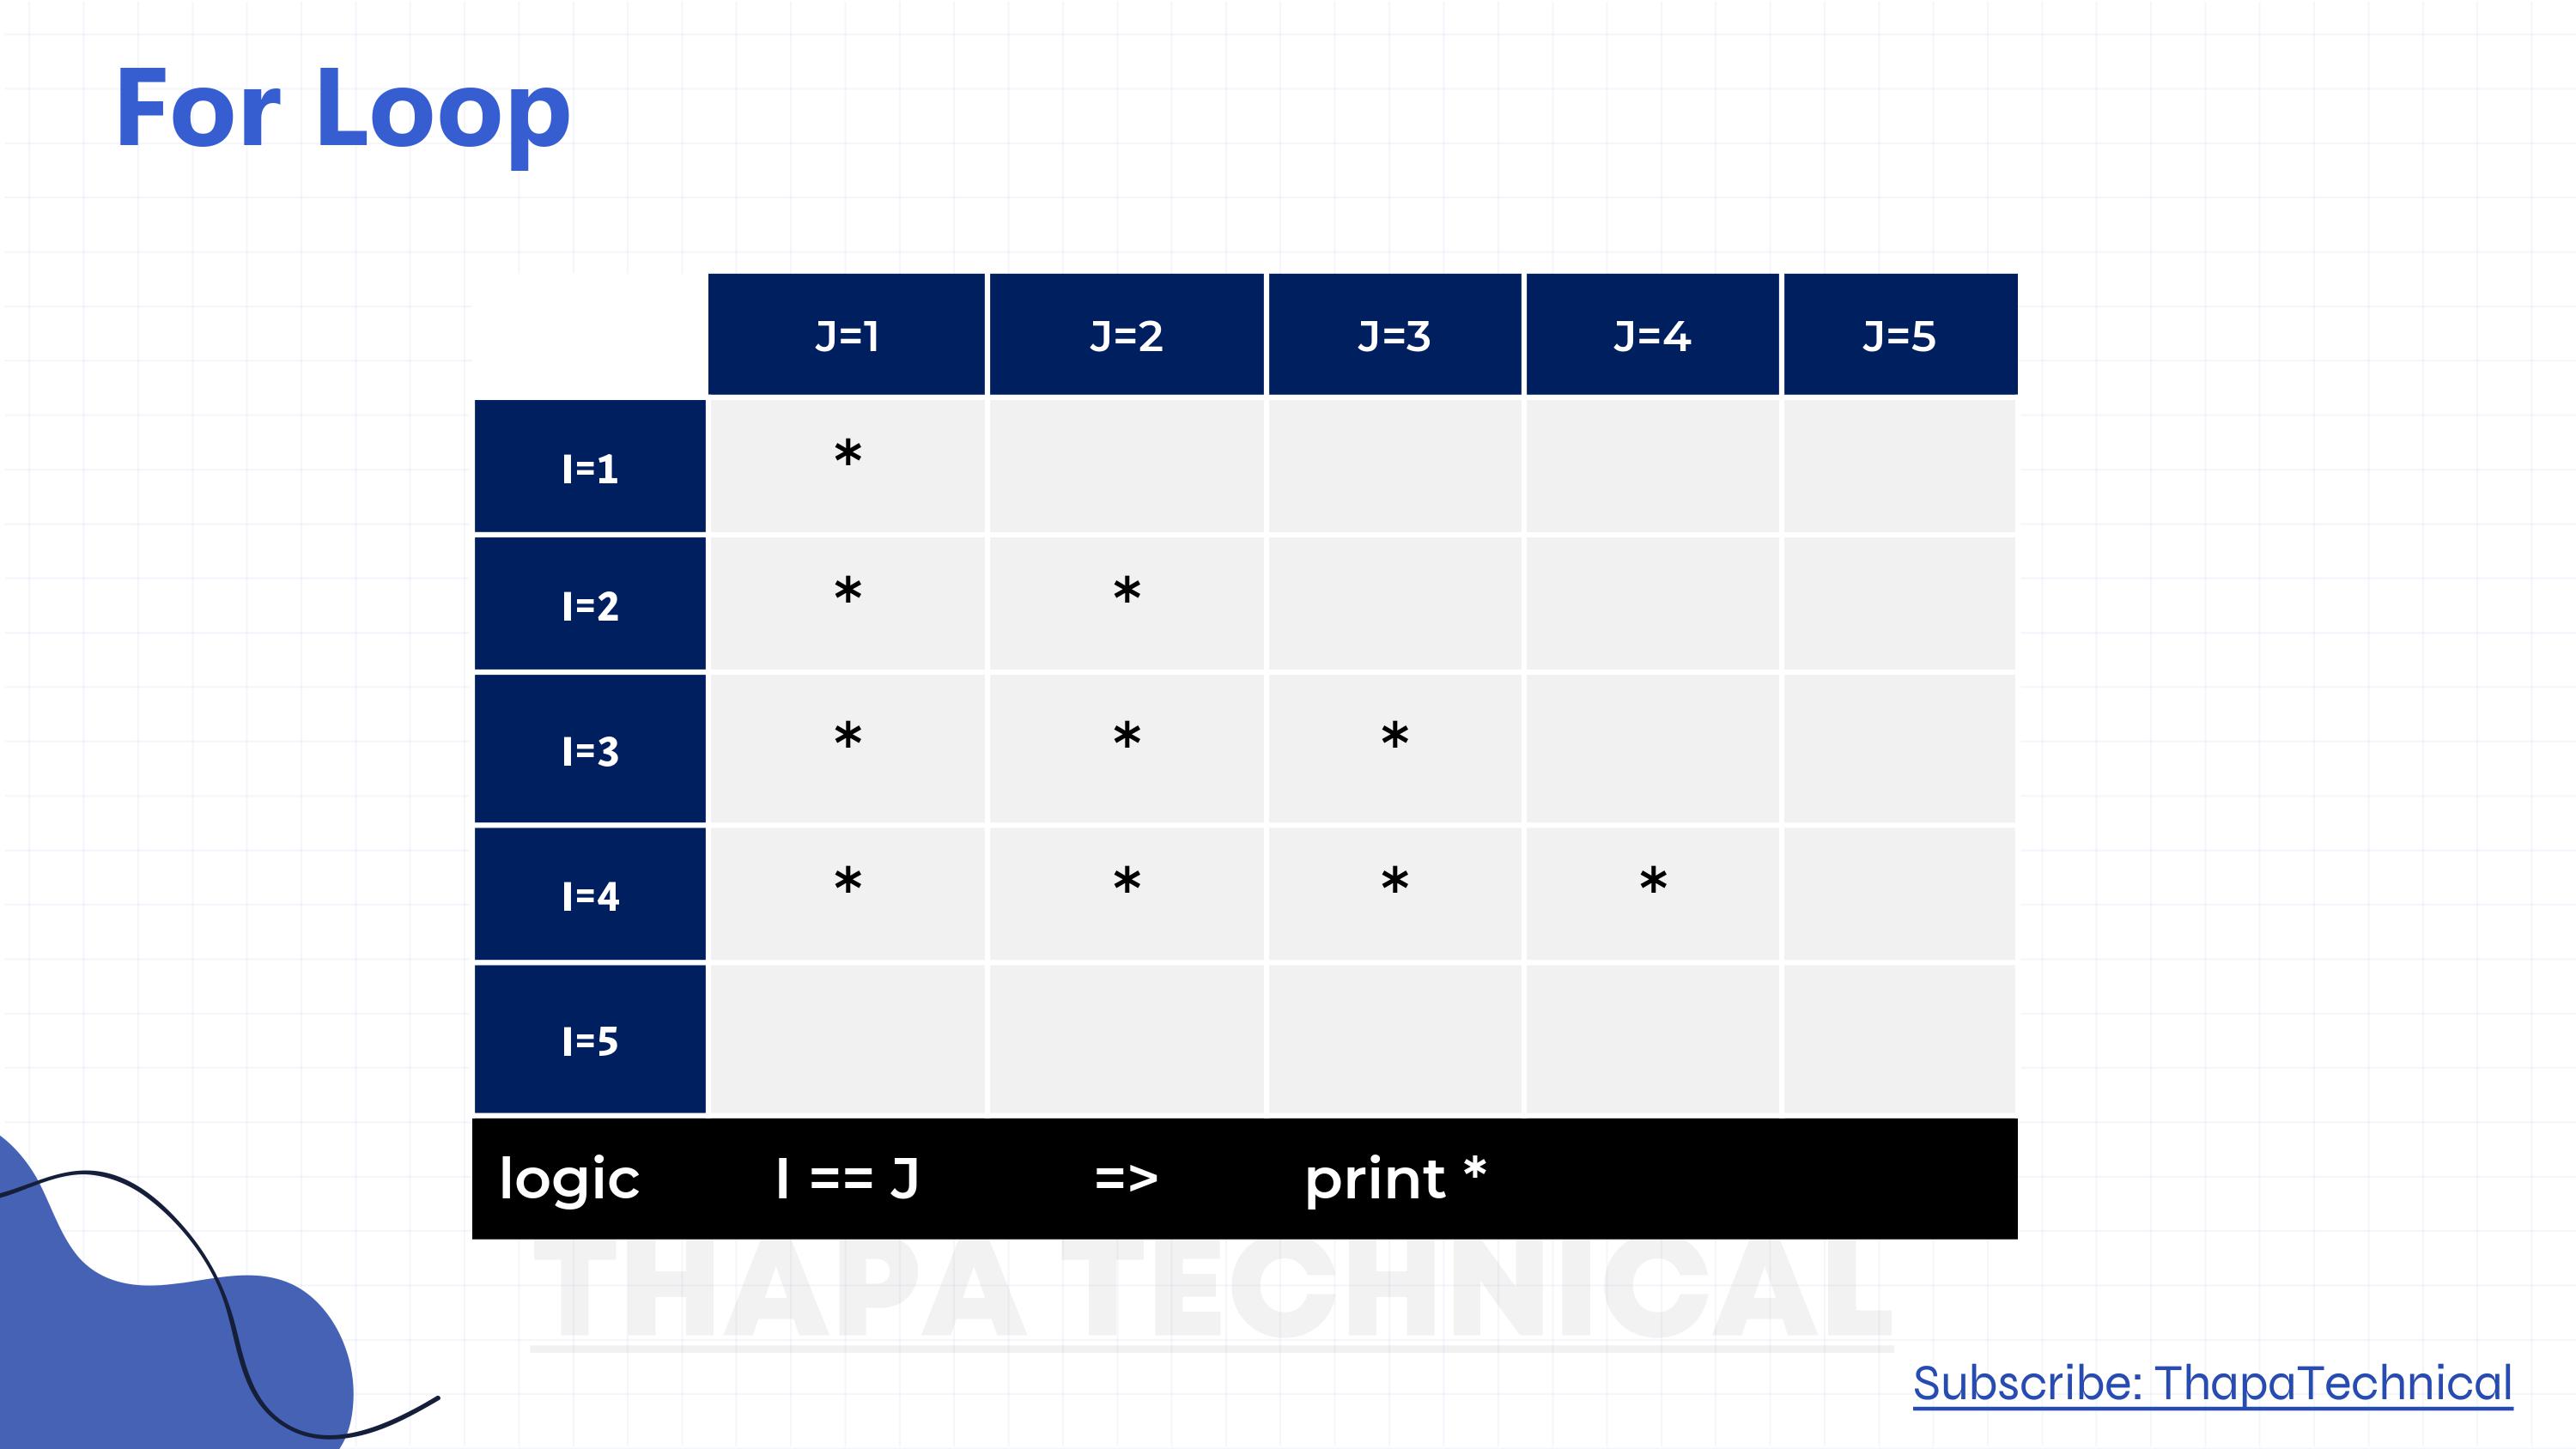 For Loop
J=1 J=2 J=3 J=4 J=5
I=1 *
I=2 * *
I=3 * * *
I=4 * * * *
I=5
logic I == J => print *
THAPA TECHNICAL
Subscribe: ThapaTechnical